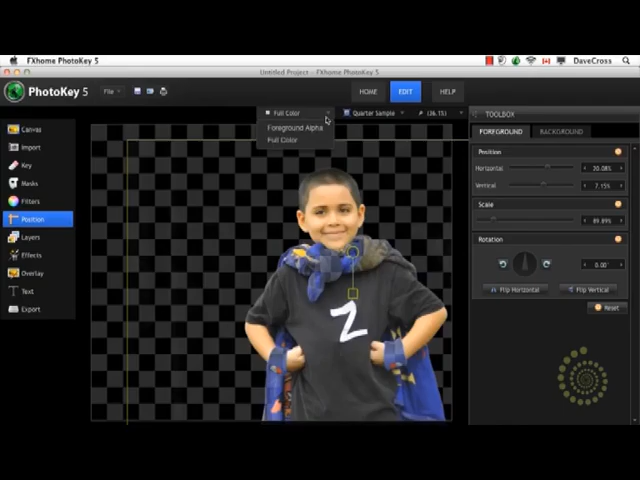 FXhome PhotoKey 5
DaveCross
Untitled Project - FXhome PhotoKey 5
PhotoKey 5
File
HOME
EDIT
HELP
Full Color
Quarter Sample
(36.1%)
TOOLBOX
Foreground Alpha
Full Color
FOREGROUND
BACKGROUND
Canvas
Import
Key
Masks
Filters
Position
Layers
Effects
Overlay
Text
Export
Position
Horizontal
20.08%
Vertical
7.15%
Scale
89.89%
Rotation
0.00°
Flip Horizontal
Flip Vertical
Reset
Z